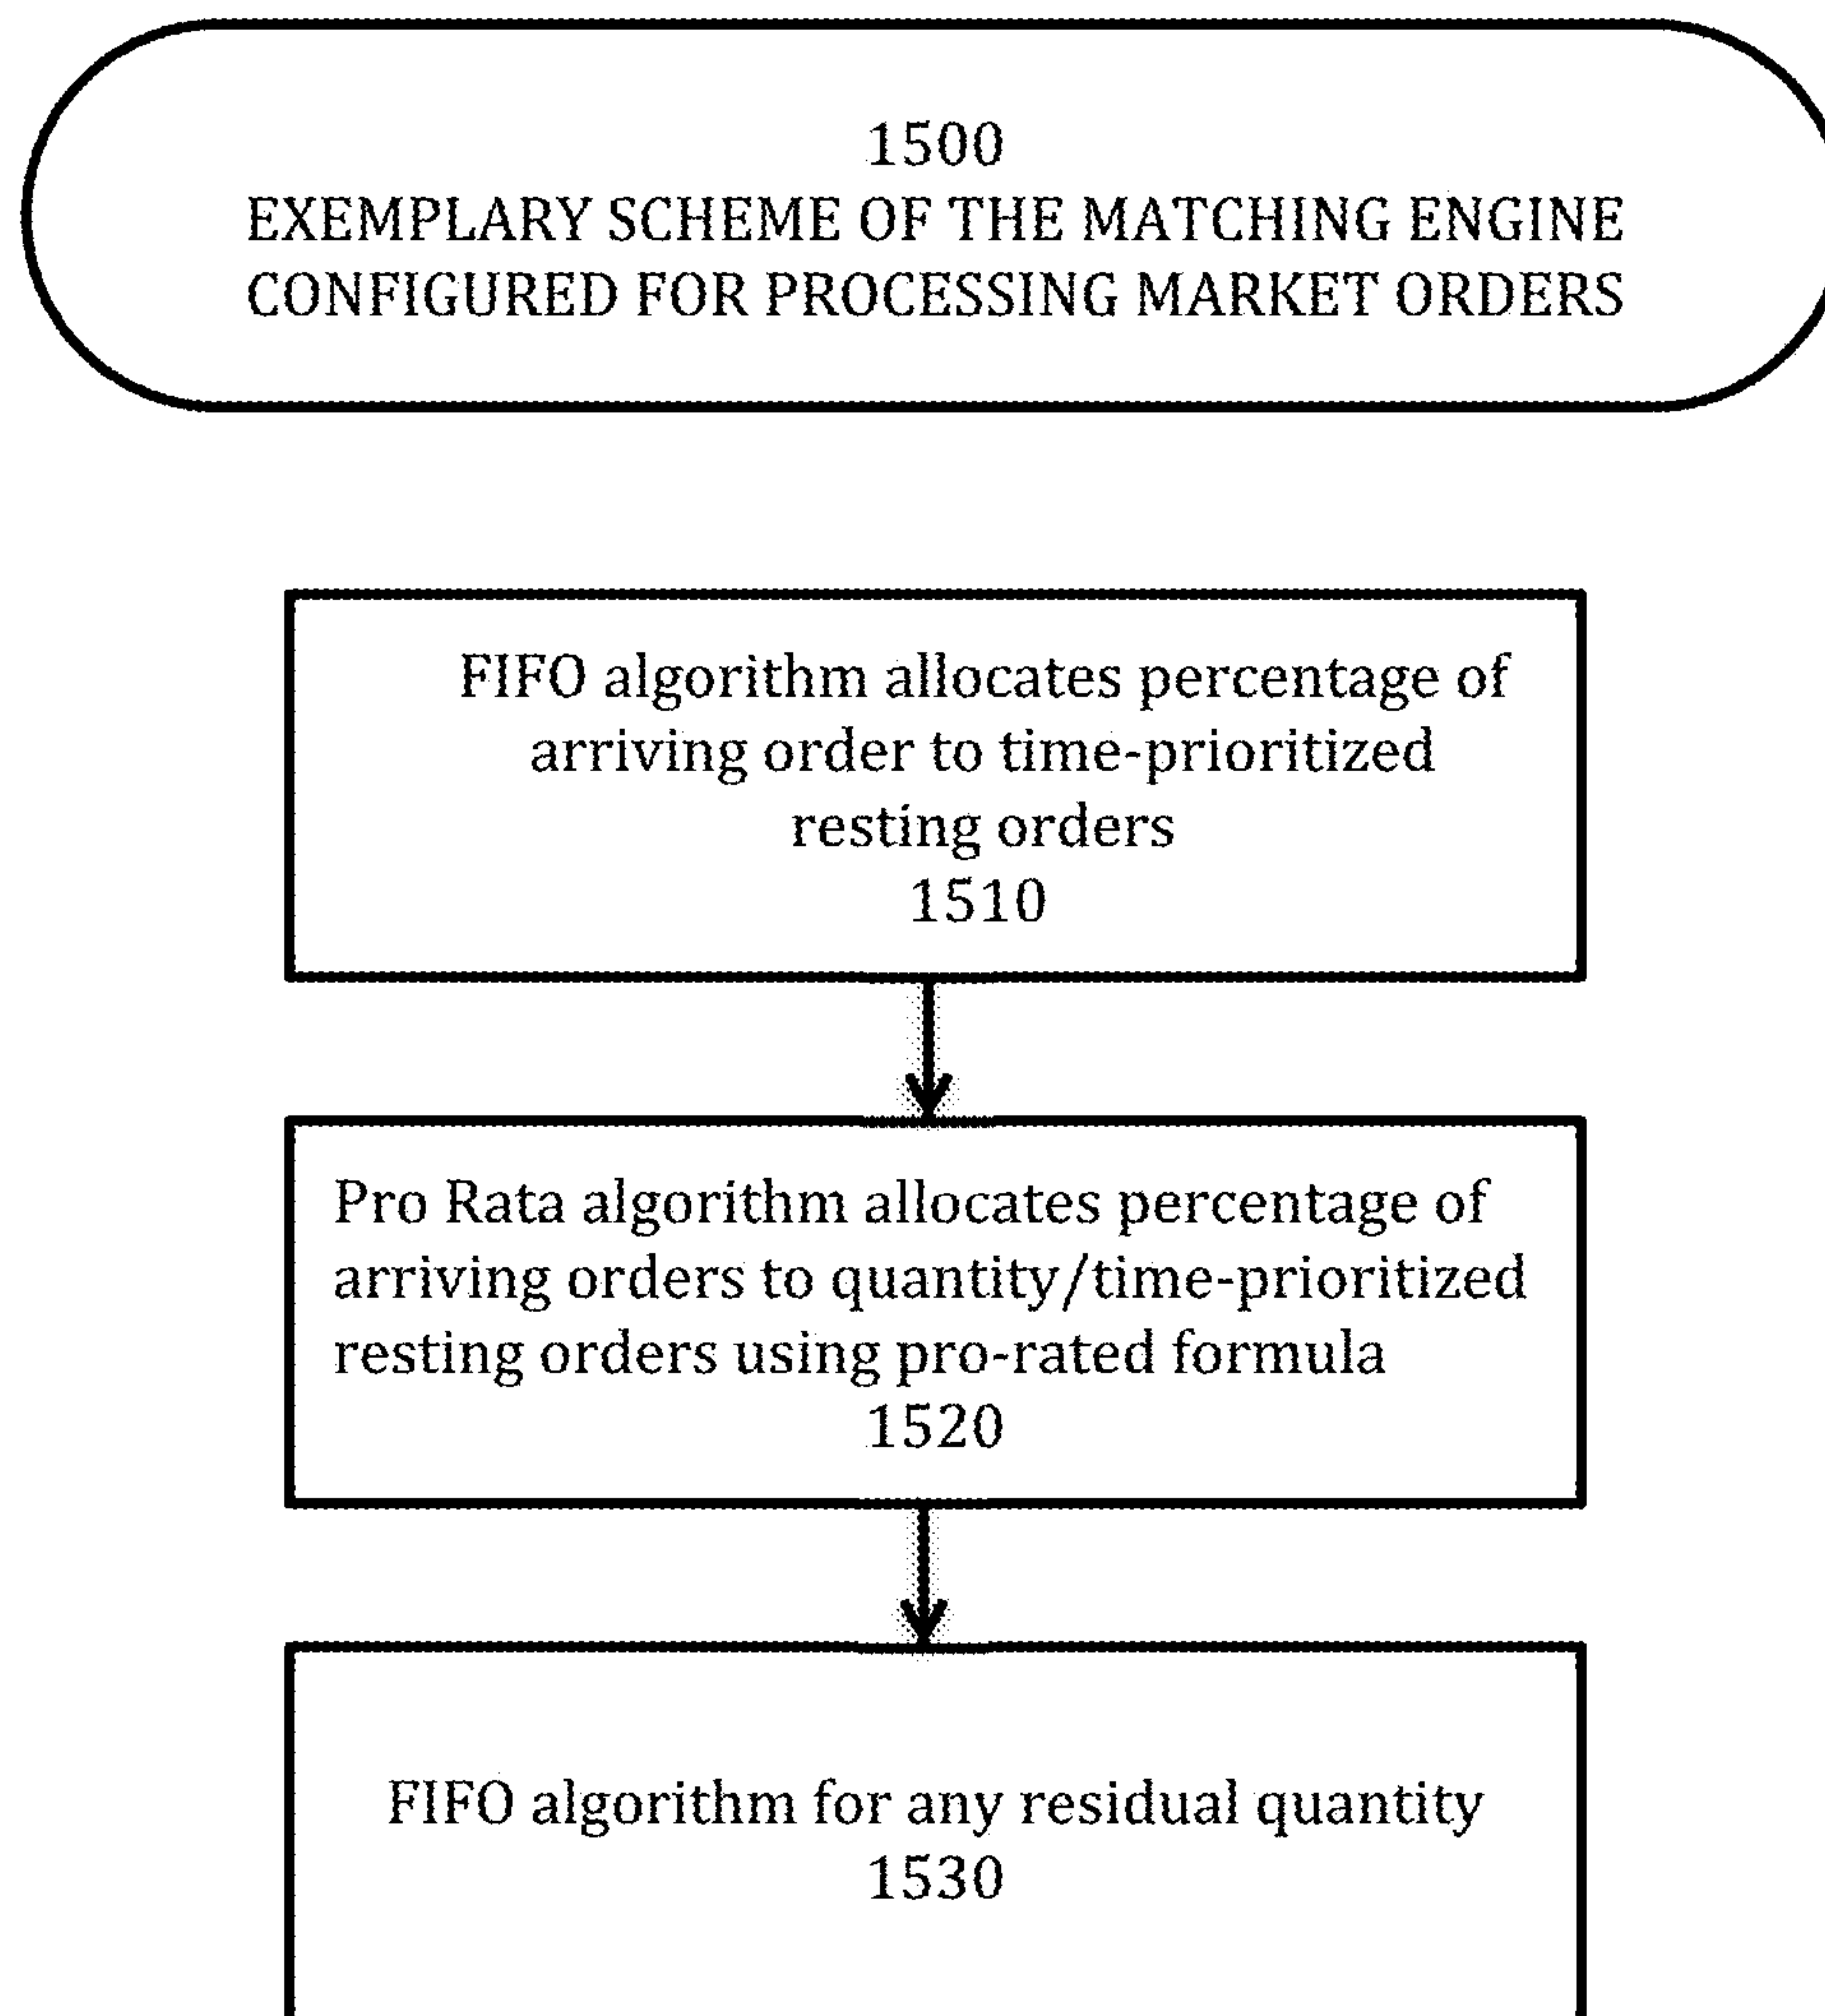 1500
EXEMPLARY SCHEME OF THE MATCHING ENGINE
CONFIGURED FOR PROCESSING MARKET ORDERS
FIFO algorithm allocates percentage of
arriving order to time-prioritized
resting orders
1510
Pro Rata algorithm allocates percentage of
arriving orders to quantity/time-prioritized
resting orders using pro-rated formula
1520
FIFO algorithm for any residual quantity
1530